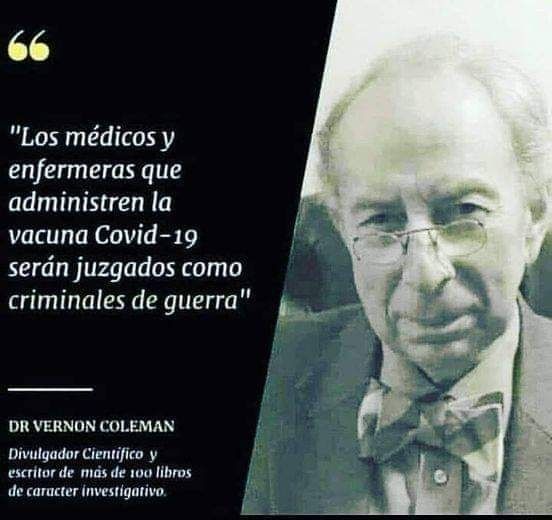 "Los médicos y
enfermeras que
administren la
vacuna Covid-19
serán juzgados como
criminales de guerra"
DR VERNON COLEMAN
Divulgador Científico y
escritor de más de 100 libros
de caracter investigativo.